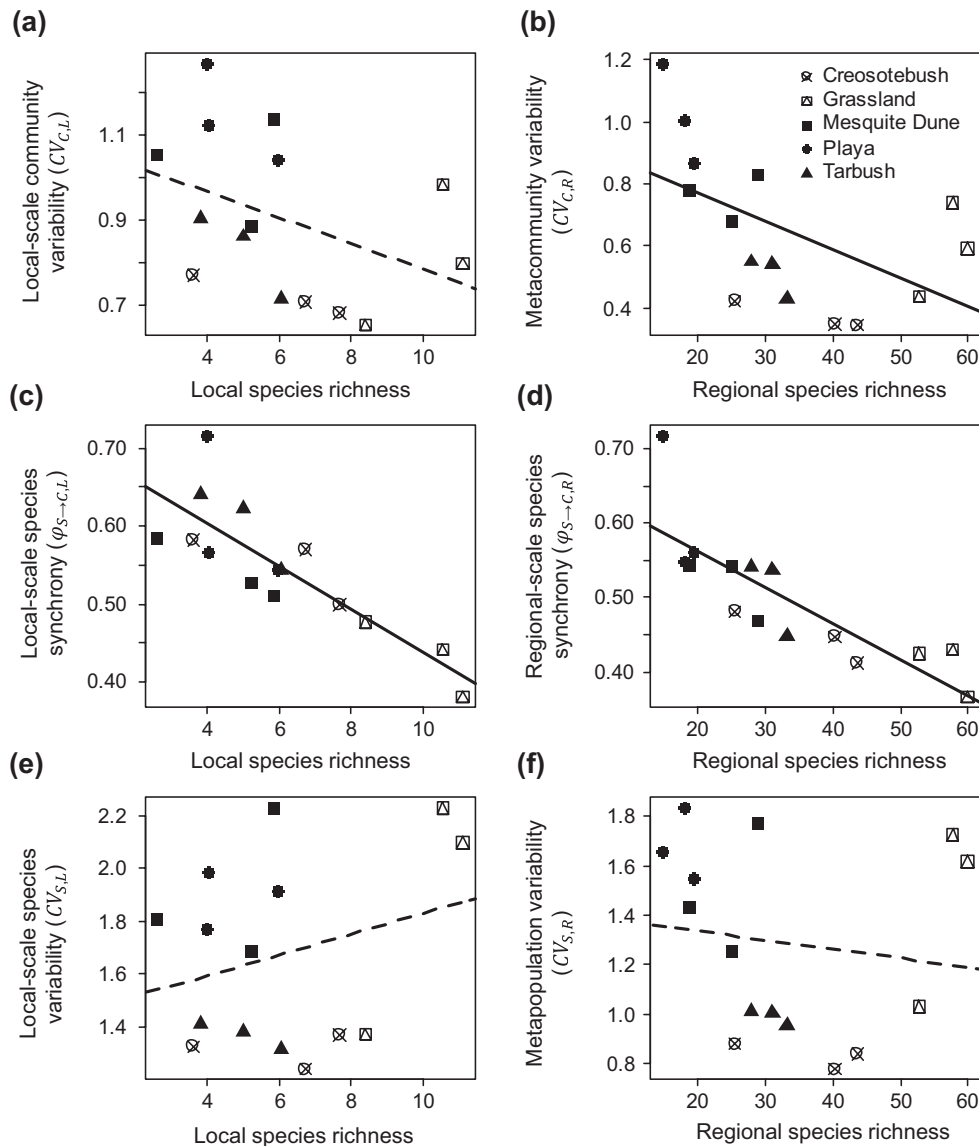 (a)
Local-scale community
variability (CV_{C,L})
1.1
0.9
0.7
4 6 8 10
Local species richness
(b)
Metacommunity variability
(CV_{C,R})
1.2
1.0
0.8
0.6
0.4
20 30 40 50 60
Regional species richness
Creosotebush
Grassland
Mesquite Dune
Playa
Tarbush
(c)
Local-scale species
synchrony (φ_{S→C,L})
0.70
0.60
0.50
0.40
4 6 8 10
Local species richness
(d)
Regional-scale species
synchrony (φ_{S→C,R})
0.70
0.60
0.50
0.40
20 30 40 50 60
Regional species richness
(e)
Local-scale species
variability (CV_{S,L})
2.2
2.0
1.8
1.6
1.4
4 6 8 10
Local species richness
(f)
Metapopulation variability
(CV_{S,R})
1.8
1.6
1.4
1.2
1.0
0.8
20 30 40 50 60
Regional species richness